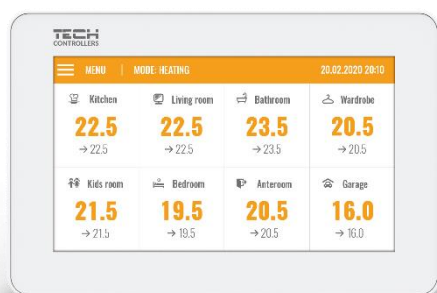 TECH
CONTROLLERS
MENU | MODE: HEATING 20.02.2020 20:10
Kitchen Living room Bathroom Wardrobe
22.5 22.5 23.5 20.5
→ 22.5 → 22.5 → 23.5 → 20.5
Kids room Bedroom Anteroom Garage
21.5 19.5 20.5 16.0
→ 21.5 → 19.5 → 20.5 → 16.0